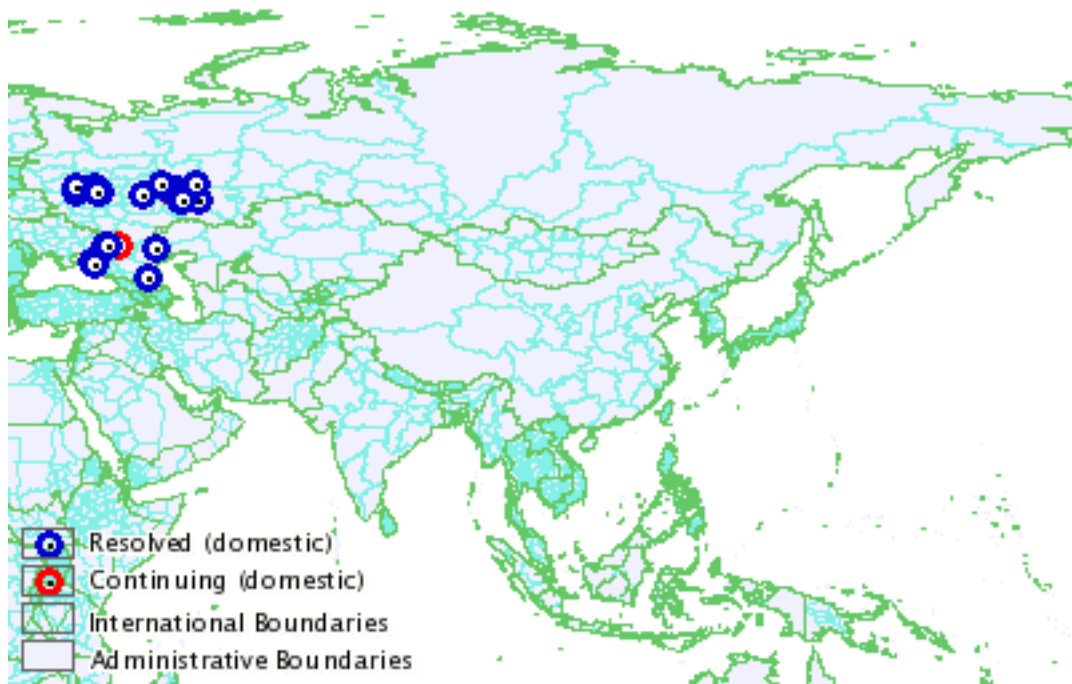 Resolved (domestic)
Continuing (domestic)
International Boundaries
Administrative Boundaries